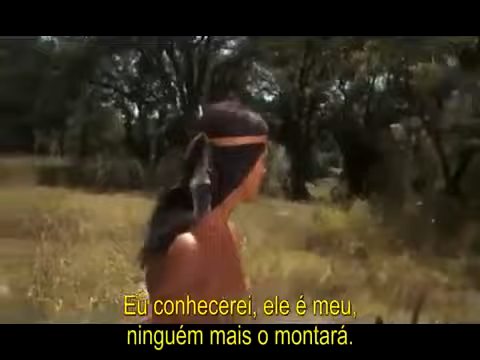 Eu conhecerei, ele é meu,
ninguém mais o montará.